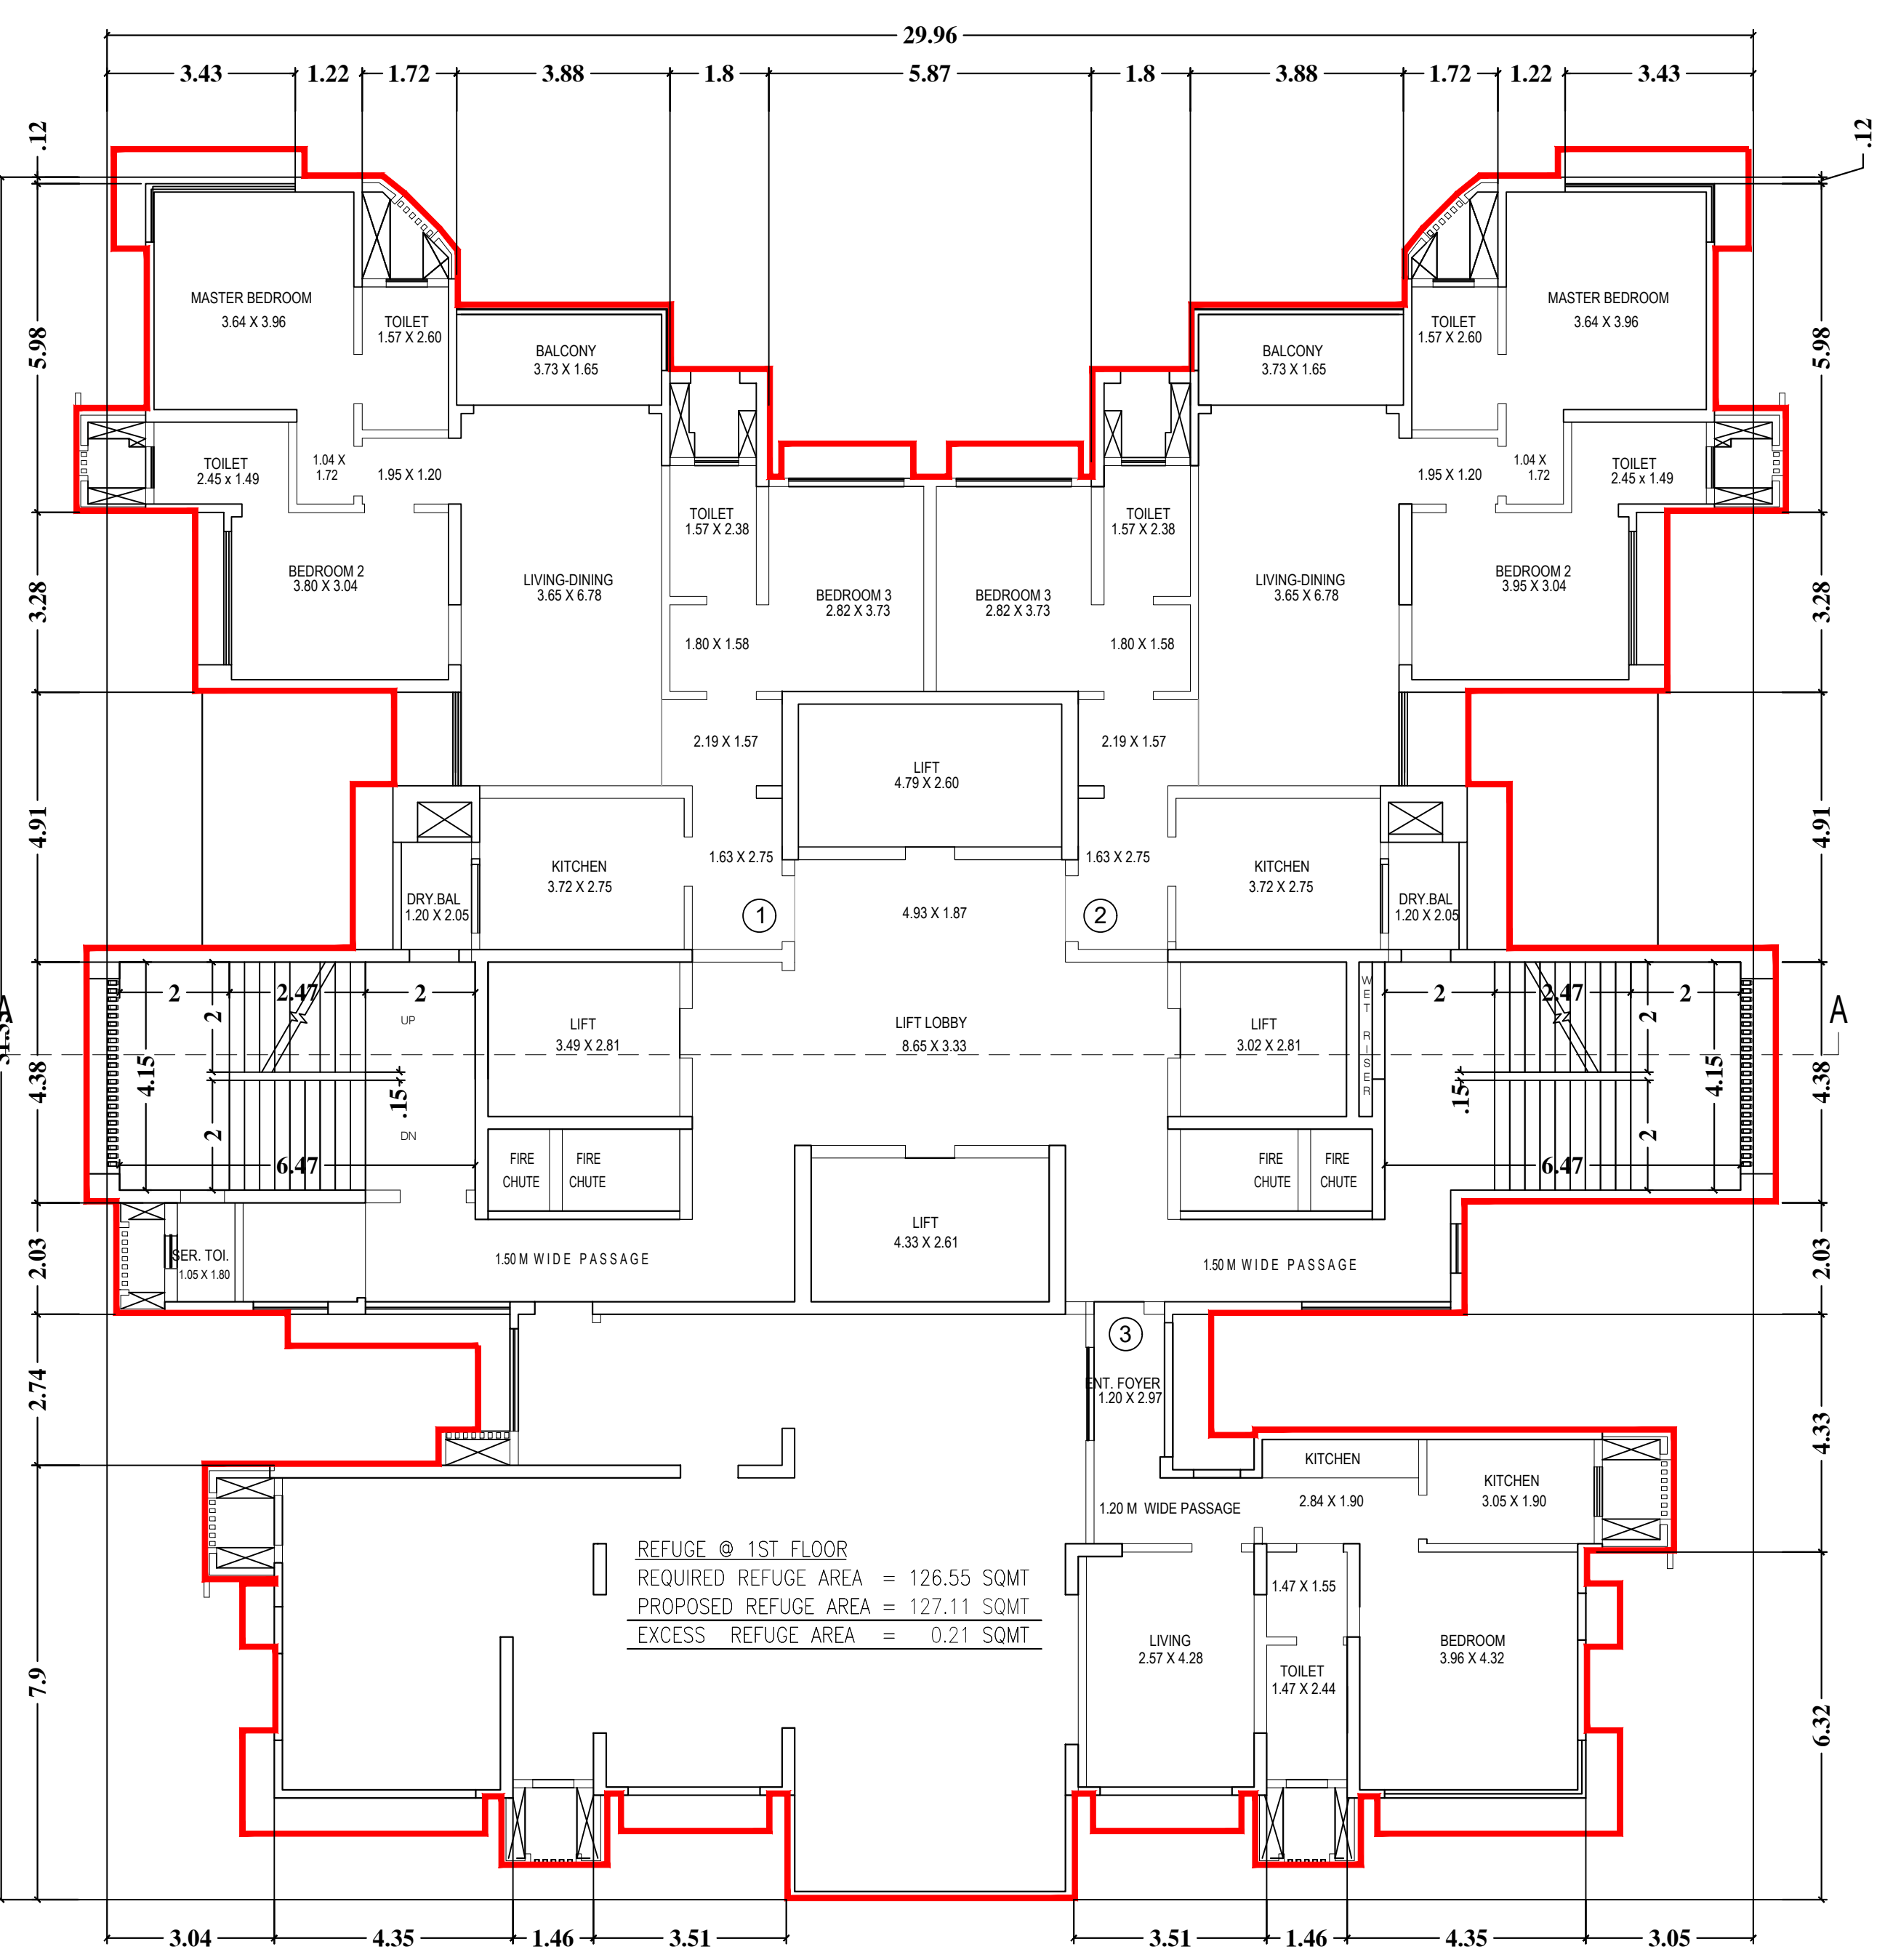 29.96
3.43 1.22 1.72 3.88 1.8 5.87 1.8 3.88 1.72 1.22 3.43
.12
.12
MASTER BEDROOM
3.64 X 3.96
TOILET
1.57 X 2.60
BALCONY
3.73 X 1.65
BALCONY
3.73 X 1.65
TOILET
1.57 X 2.60
MASTER BEDROOM
3.64 X 3.96
5.98
5.98
TOILET
2.45 x 1.49
1.04 X
1.72
1.95 X 1.20
1.95 X 1.20
1.04 X
1.72
TOILET
2.45 x 1.49
TOILET
1.57 X 2.38
TOILET
1.57 X 2.38
BEDROOM 2
3.80 X 3.04
LIVING-DINING
3.65 X 6.78
BEDROOM 3
2.82 X 3.73
BEDROOM 3
2.82 X 3.73
LIVING-DINING
3.65 X 6.78
BEDROOM 2
3.95 X 3.04
3.28
3.28
1.80 X 1.58
1.80 X 1.58
2.19 X 1.57
2.19 X 1.57
LIFT
4.79 X 2.60
4.91
4.91
KITCHEN
3.72 X 2.75
1.63 X 2.75
1.63 X 2.75
KITCHEN
3.72 X 2.75
DRY.BAL
1.20 X 2.05
1
4.93 X 1.87
2
DRY.BAL
1.20 X 2.05
2 2.47 2
UP
2
4.15
.15
2
DN
6.47
LIFT
3.49 X 2.81
LIFT LOBBY
8.65 X 3.33
LIFT
3.02 X 2.81
WET RISER
2 2.47 2
2
4.15
.15
2
6.47
A
A
4.38
4.38
FIRE
CHUTE
FIRE
CHUTE
FIRE
CHUTE
FIRE
CHUTE
LIFT
4.33 X 2.61
SER. TOI.
1.05 X 1.80
1.50 M WIDE PASSAGE
1.50 M WIDE PASSAGE
2.03
2.03
3
ENT. FOYER
1.20 X 2.97
2.74
4.33
KITCHEN
2.84 X 1.90
KITCHEN
3.05 X 1.90
1.20 M WIDE PASSAGE
REFUGE @ 1ST FLOOR
REQUIRED REFUGE AREA = 126.55 SQMT
PROPOSED REFUGE AREA = 127.11 SQMT
EXCESS REFUGE AREA = 0.21 SQMT
1.47 X 1.55
LIVING
2.57 X 4.28
TOILET
1.47 X 2.44
BEDROOM
3.96 X 4.32
7.9
6.32
3.04 4.35 1.46 3.51 3.51 1.46 4.35 3.05